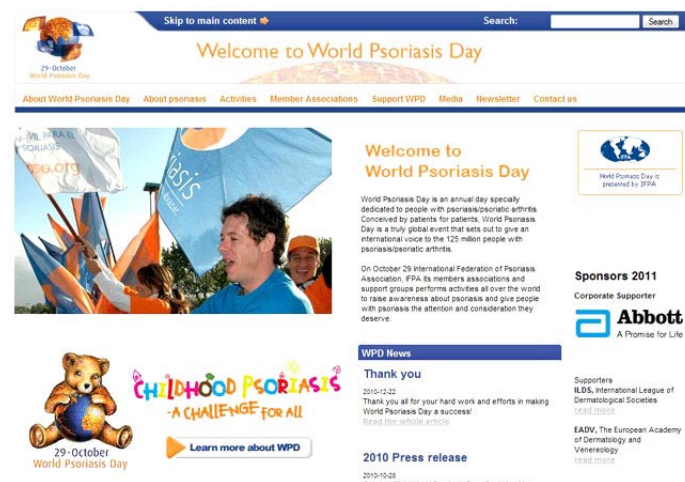 Skip to main content
Search:
Search
29-October
World Psoriasis Day
Welcome to World Psoriasis Day
About World Psoriasis Day
About psoriasis
Activities
Member Associations
Support WPD
Media
Newsletter
Contact us
VIL PARA EL
SORIASIS
so.org
iasis
Welcome to
World Psoriasis Day
World Psoriasis Day is an annual day specially
dedicated to people with psoriasis/psoriatic arthritis.
Conceived by patients for patients, World Psoriasis
Day is a truly global event that sets out to give an
international voice to the 125 million people with
psoriasis/psoriatic arthritis.
On October 29 International Federation of Psoriasis
Association, IFPA its members associations and
support groups performs activities all over the world
to raise awareness about psoriasis and give people
with psoriasis the attention and consideration they
deserve.
IFPA
World Psoriasis Day is
presented by IFPA
Sponsors 2011
Corporate Supporter
Abbott
A Promise for Life
Supporters
ILDS, International League of
Dermatological Societies
read more
EADV, The European Academy
of Dermatology and
Venereology
read more
WPD News
Thank you
2010-12-22
Thank you all for your hard work and efforts in making
World Psoriasis Day a success!
Read the whole article
2010 Press release
2010-10-28
CHILDHOOD PSORIASIS
-A CHALLENGE FOR ALL
Learn more about WPD
29·October
World Psoriasis Day